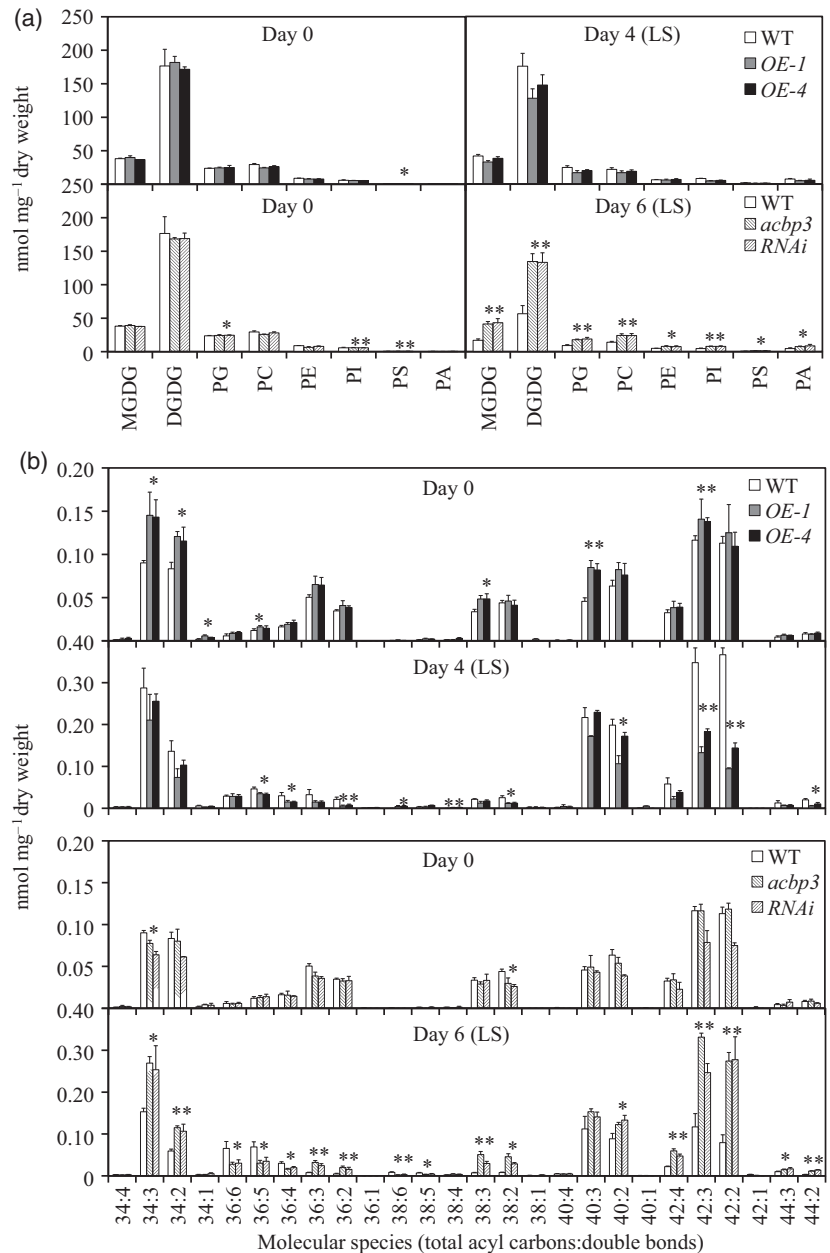 (a)
Day 0
Day 4 (LS)
WT
OE-1
OE-4
250
200
150
100
50
*
250
200
150
100
50
0
Day 0
Day 6 (LS)
WT
acbp3
RNAi
* ** **
** ** ** ** * ** * *
nmol mg−1 dry weight
MGDG DGDG PG PC PE PI PS PA
MGDG DGDG PG PC PE PI PS PA
(b)
0.20
0.15
0.10
0.05
Day 0
WT
OE-1
OE-4
* * * * * ** **
0.40
0.30
0.20
0.10
0
Day 4 (LS)
* * ** * ** * * ** ** *
nmol mg−1 dry weight
0.20
0.15
0.10
0.05
Day 0
WT
acbp3
RNAi
* *
0.40
0.30
0.20
0.10
0
Day 6 (LS)
* ** * * * ** ** ** * ** * * ** ** ** * **
34:4 34:3 34:2 34:1 36:6 36:5 36:4 36:3 36:2 36:1 38:6 38:5 38:4 38:3 38:2 38:1 40:4 40:3 40:2 40:1 42:4 42:3 42:2 42:1 44:3 44:2
Molecular species (total acyl carbons:double bonds)